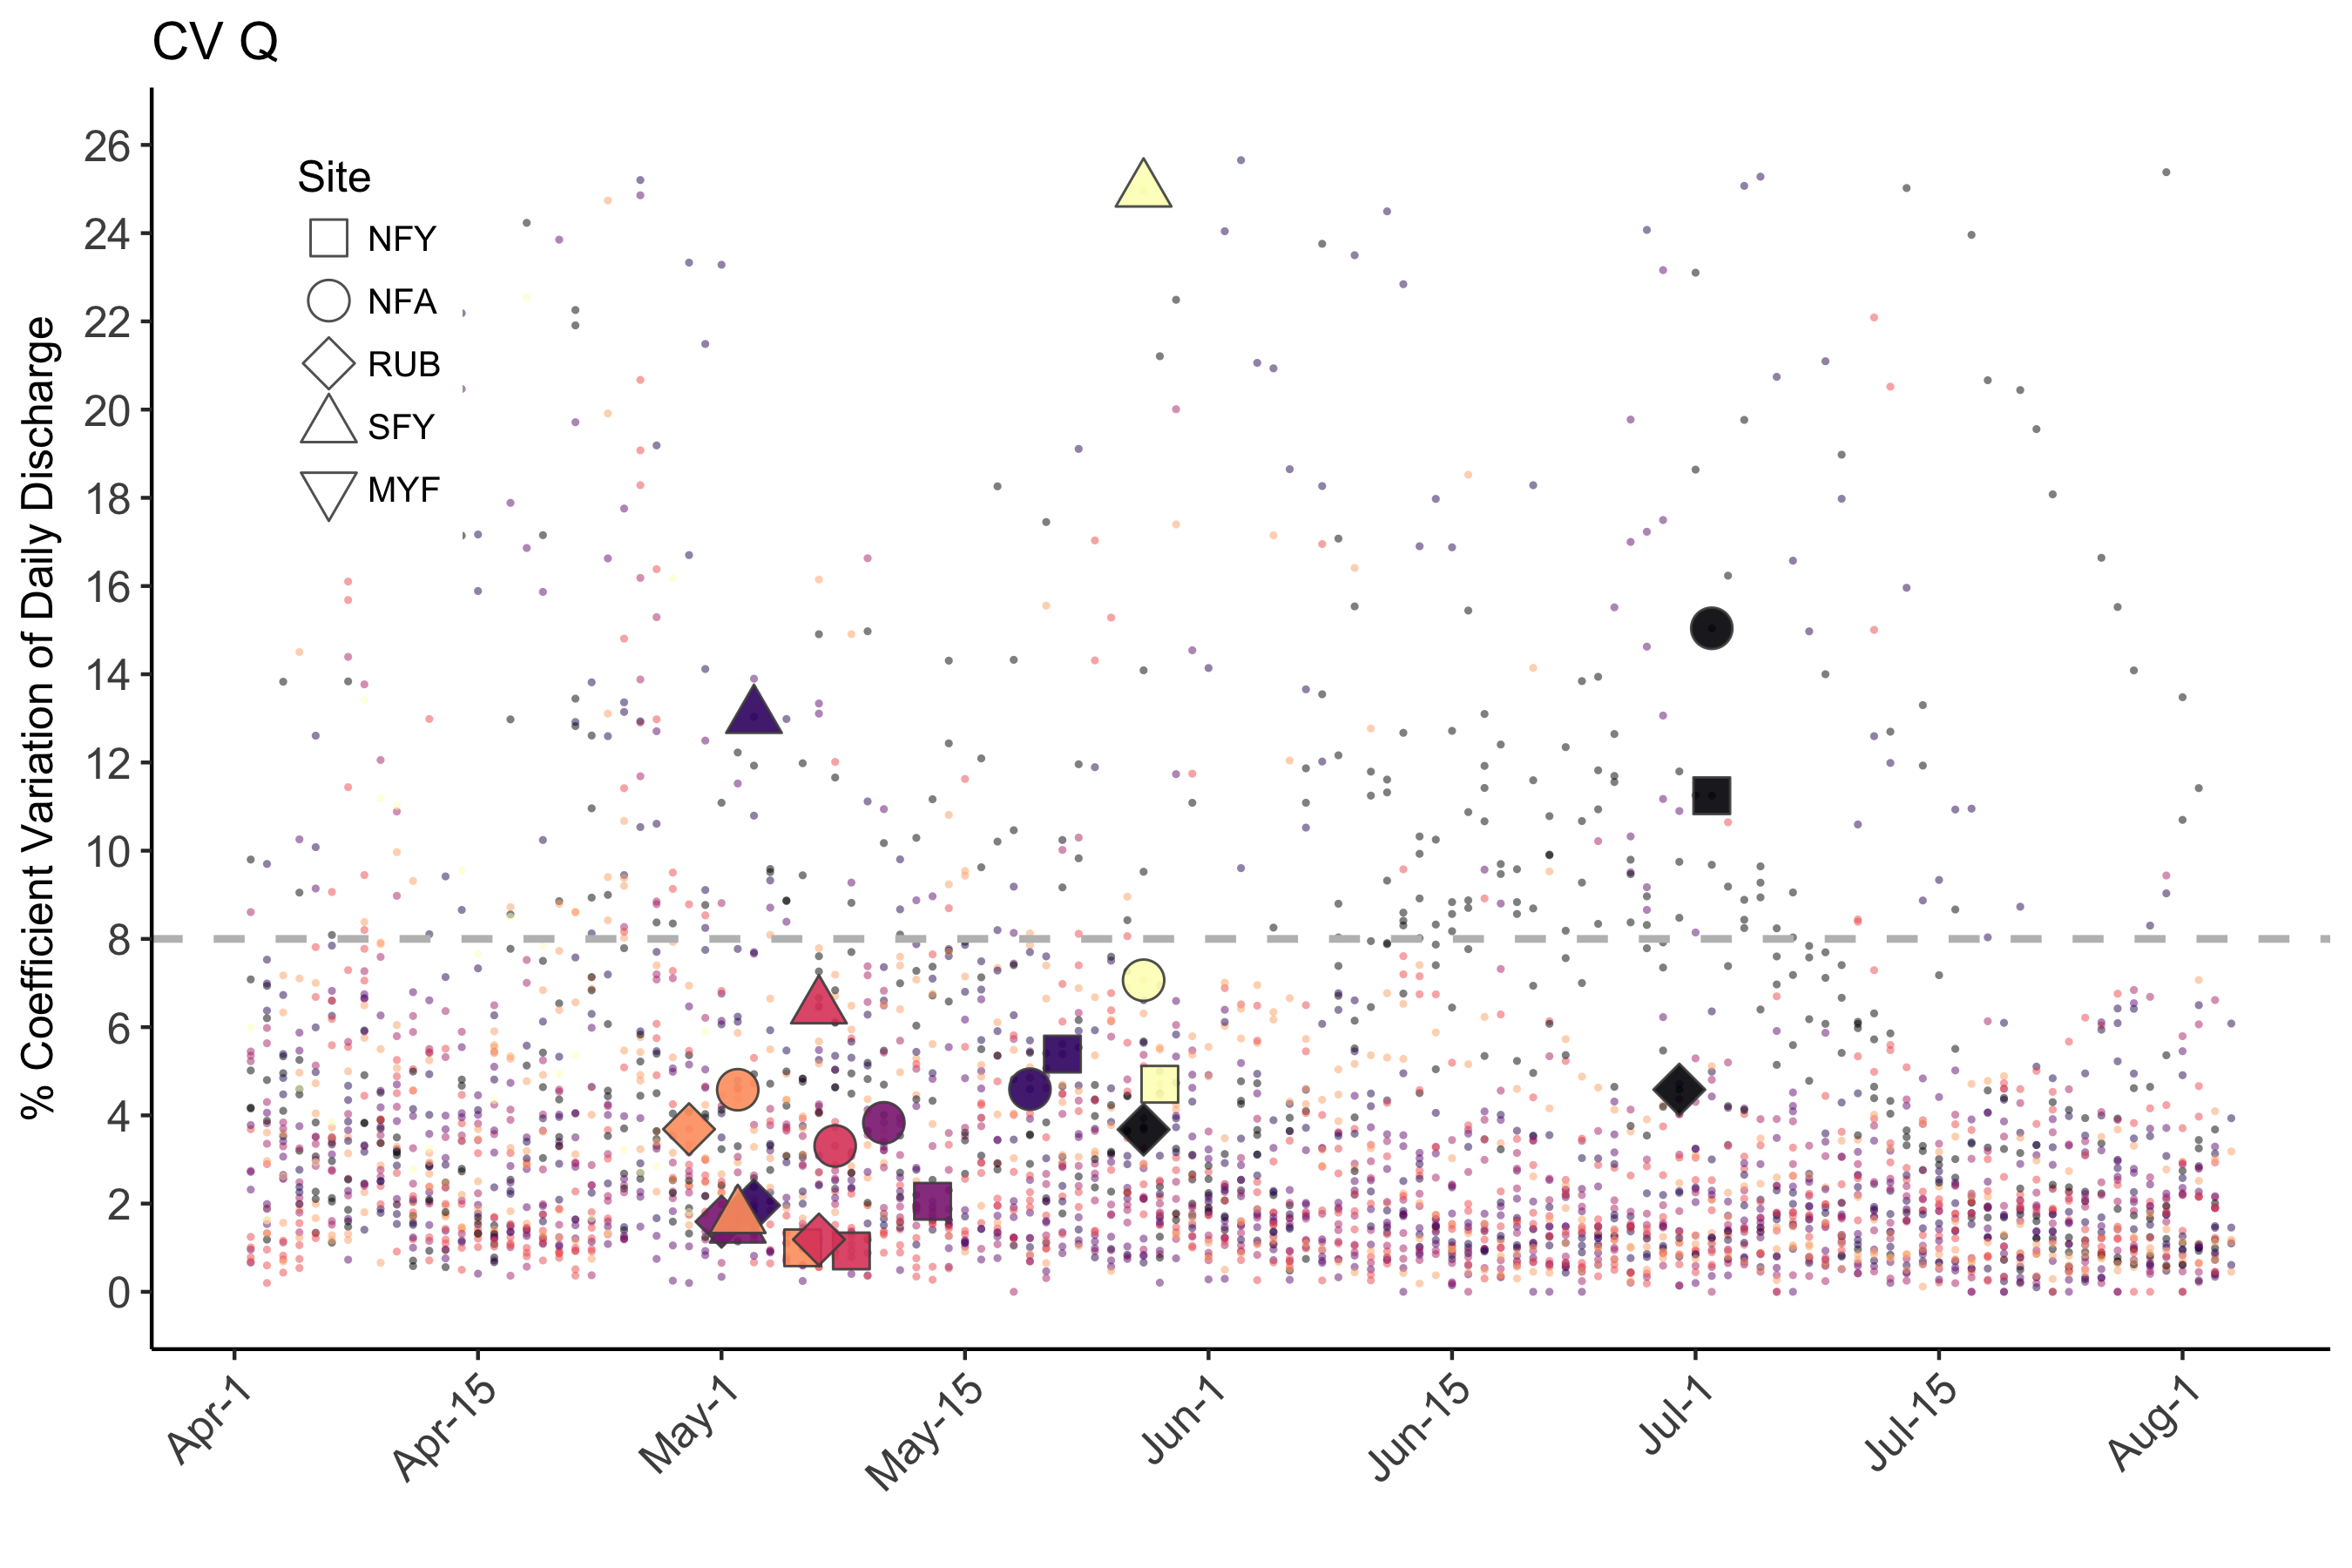 CV Q
% Coefficient Variation of Daily Discharge
26
24
22
20
18
16
14
12
10
8
6
4
2
0
Site
NFY
NFA
RUB
SFY
MYF
Apr-1
Apr-15
May-1
May-15
Jun-1
Jun-15
Jul-1
Jul-15
Aug-1